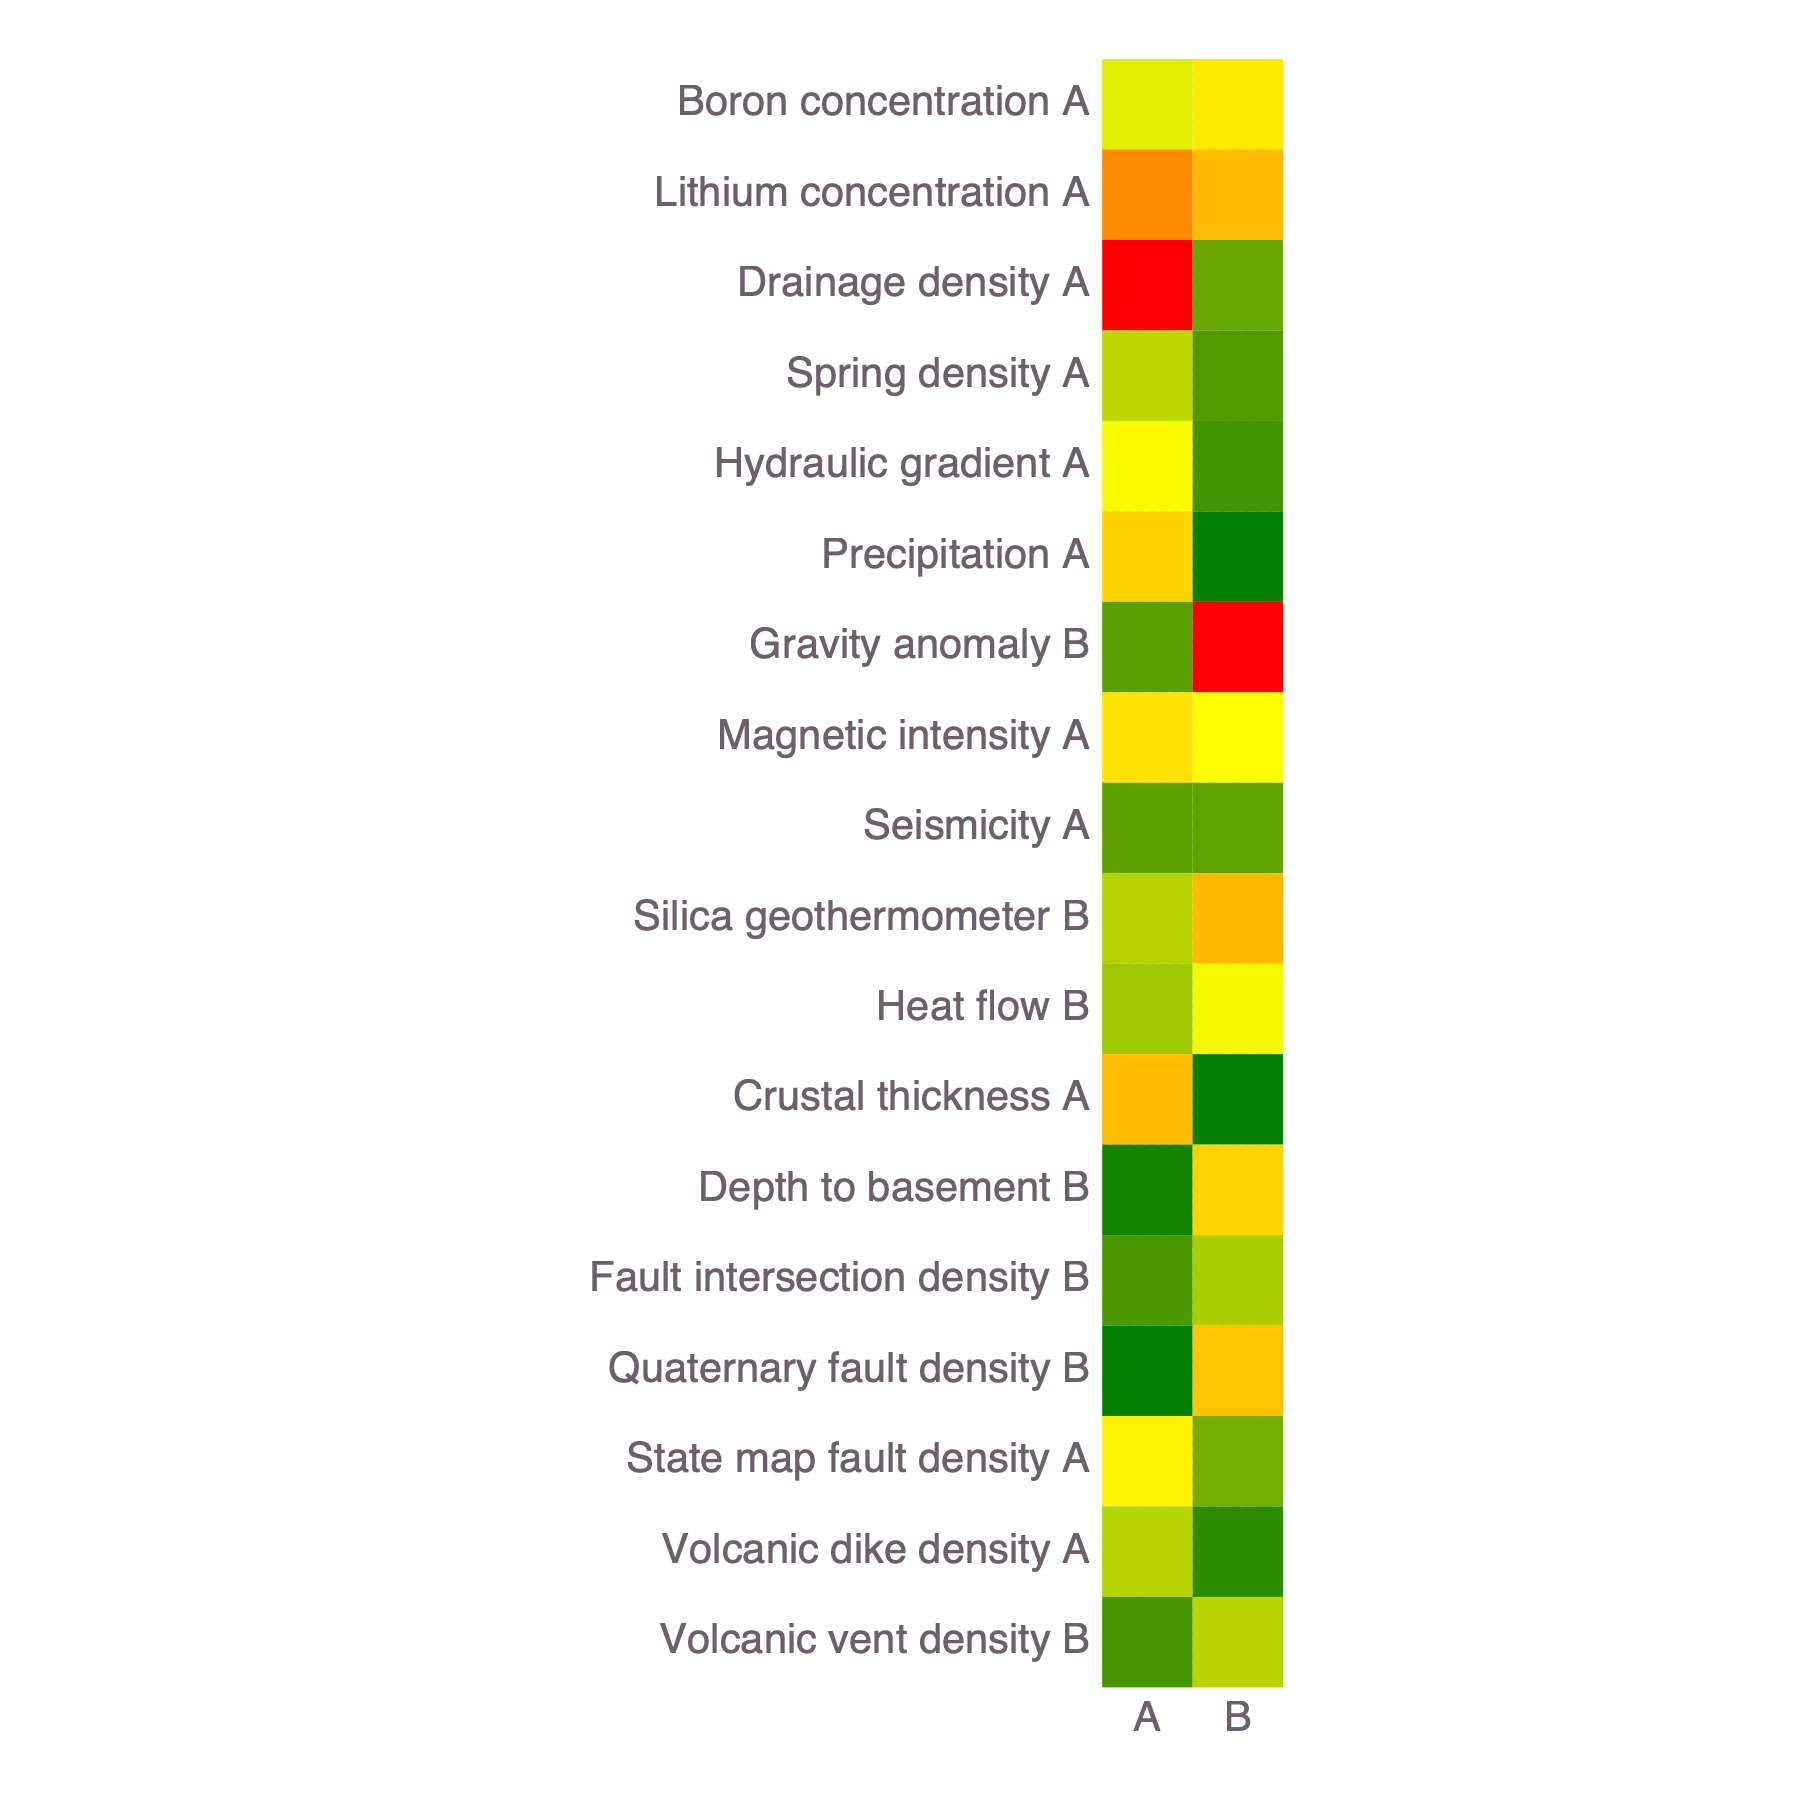 Boron concentration A
Lithium concentration A
Drainage density A
Spring density A
Hydraulic gradient A
Precipitation A
Gravity anomaly B
Magnetic intensity A
Seismicity A
Silica geothermometer B
Heat flow B
Crustal thickness A
Depth to basement B
Fault intersection density B
Quaternary fault density B
State map fault density A
Volcanic dike density A
Volcanic vent density B
A B